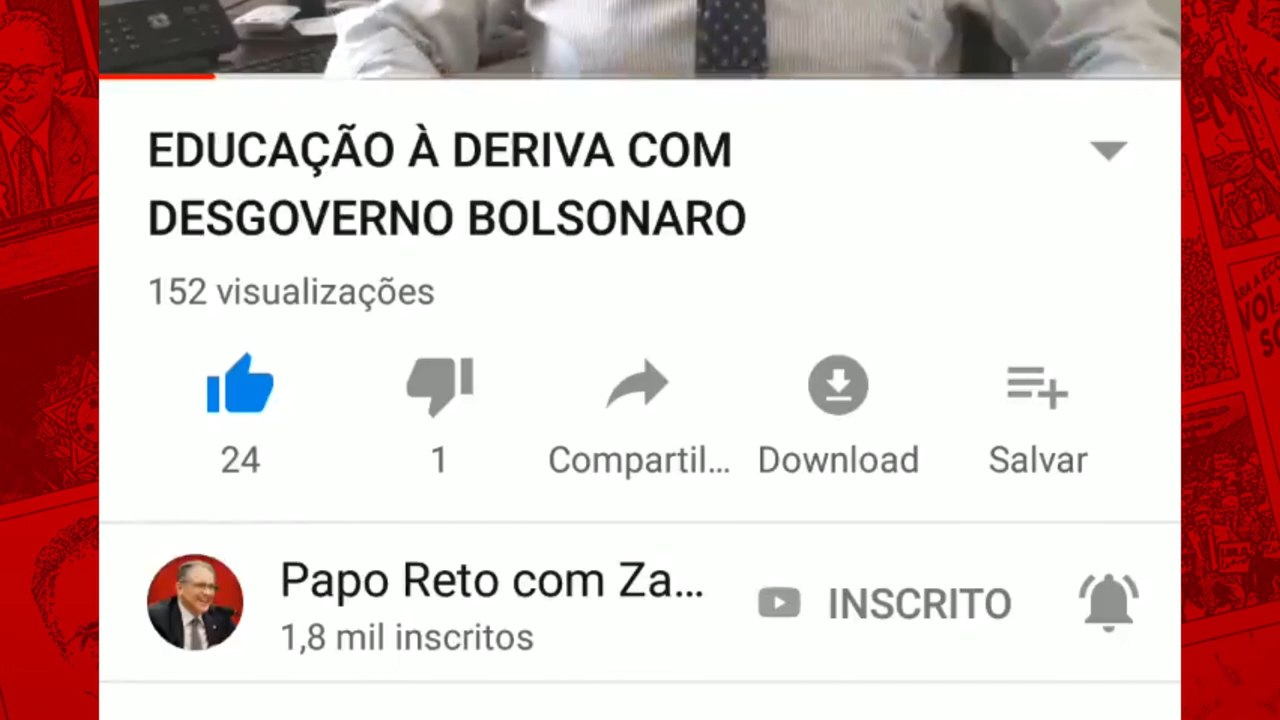 EDUCAÇÃO À DERIVA COM
DESGOVERNO BOLSONARO
152 visualizações
24
1
Compartil...
Download
Salvar
Papo Reto com Za...
INSCRITO
1,8 mil inscritos